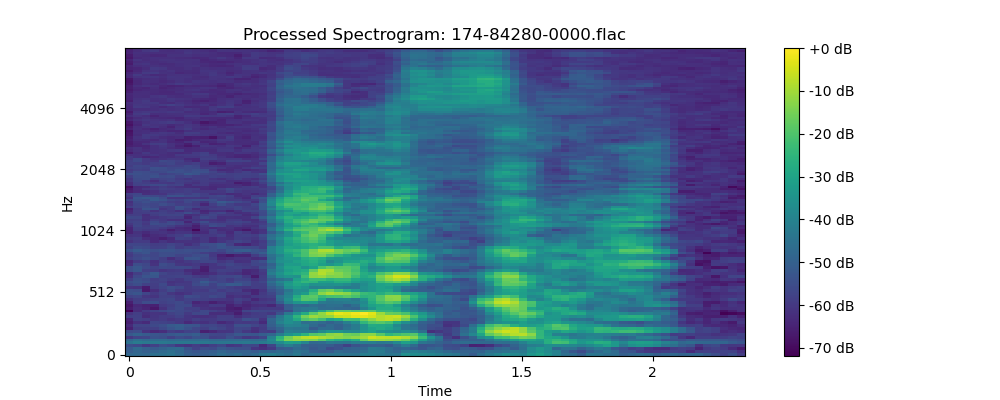 Processed Spectrogram: 174-84280-0000.flac
+0 dB
-10 dB
-20 dB
-30 dB
-40 dB
-50 dB
-60 dB
-70 dB
4096
2048
1024
512
0
Hz
0
0.5
1
1.5
2
Time